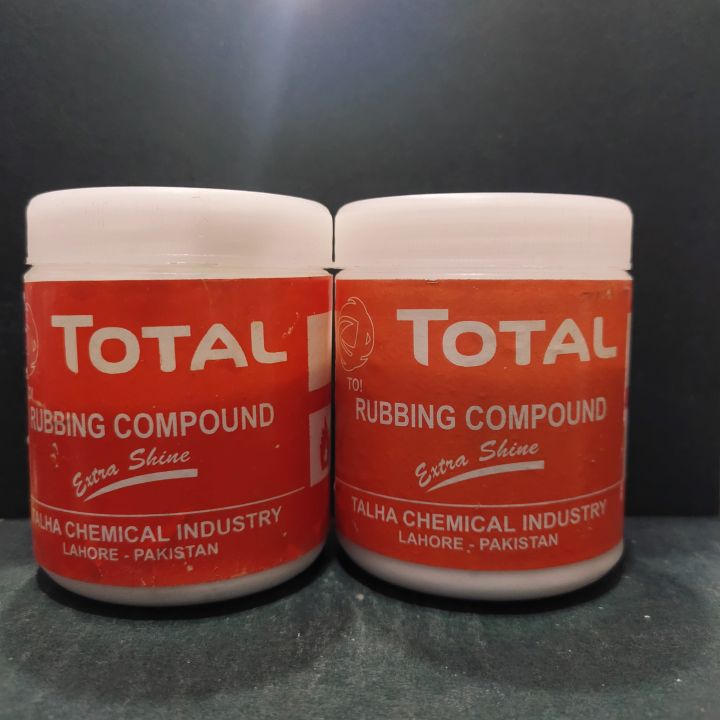 TOTAL
RUBBING COMPOUND
Extra Shine
TALHA CHEMICAL INDUSTRY
LAHORE - PAKISTAN
TOTAL
TO!
RUBBING COMPOUND
Extra Shine
TALHA CHEMICAL INDUSTRY
LAHORE - PAKISTAN